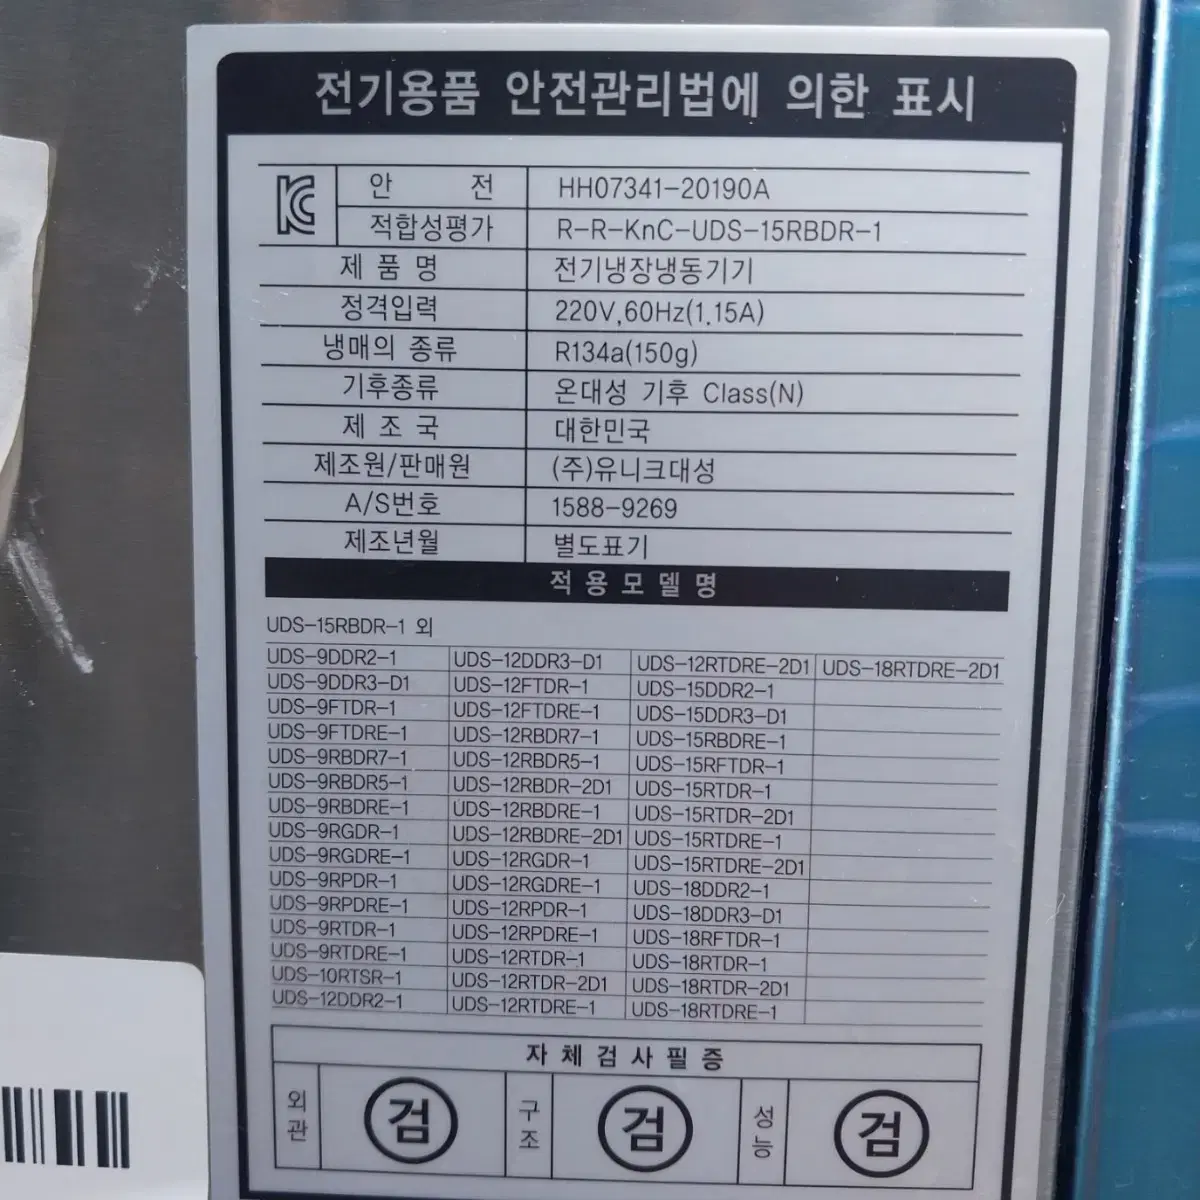 전기용품 안전관리법에 의한 표시
안 전 HH07341-20190A
적합성평가 R-R-KnC-UDS-15RBDR-1
제 품 명 전기냉장냉동기기
정격입력 220V,60Hz(1.15A)
냉매의 종류 R134a(150g)
기후종류 온대성 기후 Class(N)
제 조 국 대한민국
제조원/판매원 (주)유니크대성
A/S번호 1588-9269
제조년월 별도표기
적 용 모 델 명
UDS-15RBDR-1 외
UDS-9DDR2-1 UDS-12DDR3-D1 UDS-12RTDRE-2D1 UDS-18RTDRE-2D1
UDS-9DDR3-D1 UDS-12FTDR-1 UDS-15DDR2-1
UDS-9FTDR-1 UDS-12FTDRE-1 UDS-15DDR3-D1
UDS-9FTDRE-1 UDS-12RBDR7-1 UDS-15RBDRE-1
UDS-9RBDR7-1 UDS-12RBDR5-1 UDS-15RFTDR-1
UDS-9RBDR5-1 UDS-12RBDR-2D1 UDS-15RTDR-1
UDS-9RBDRE-1 UDS-12RBDRE-1 UDS-15RTDR-2D1
UDS-9RGDR-1 UDS-12RBDRE-2D1 UDS-15RTDRE-1
UDS-9RGDRE-1 UDS-12RGDR-1 UDS-15RTDRE-2D1
UDS-9RPDR-1 UDS-12RGDRE-1 UDS-18DDR2-1
UDS-9RPDRE-1 UDS-12RPDR-1 UDS-18DDR3-D1
UDS-9RTDR-1 UDS-12RPDRE-1 UDS-18RFTDR-1
UDS-9RTDRE-1 UDS-12RTDR-1 UDS-18RTDR-1
UDS-10RTSR-1 UDS-12RTDR-2D1 UDS-18RTDR-2D1
UDS-12DDR2-1 UDS-12RTDRE-1 UDS-18RTDRE-1
자 체 검 사 필 증
외관 검 구조 검 성능 검